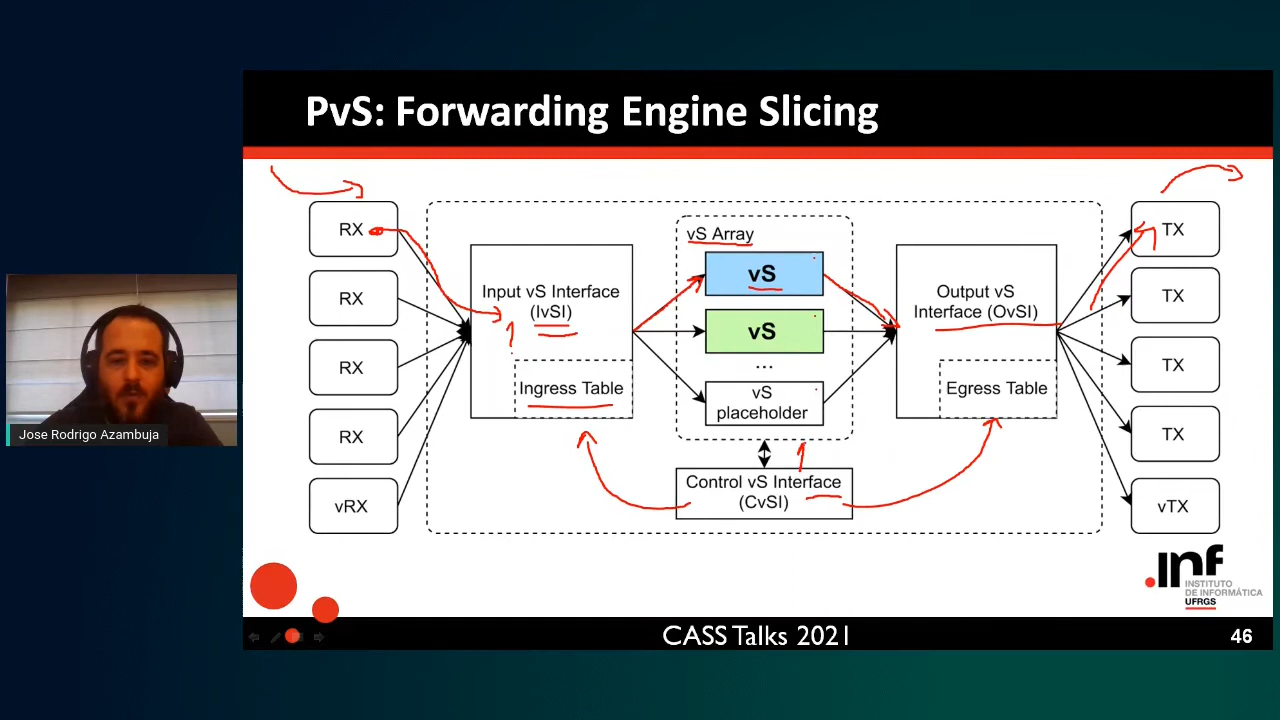 PvS: Forwarding Engine Slicing
RX
RX
RX
RX
vRX
Input vS Interface
(IvSI)
Ingress Table
vS Array
vS
vS
...
vS
placeholder
Control vS Interface
(CvSI)
Output vS
Interface (OvSI)
Egress Table
TX
TX
TX
TX
vTX
Jose Rodrigo Azambuja
.inf
INSTITUTO
DE INFORMÁTICA
UFRGS
CASS Talks 2021
46